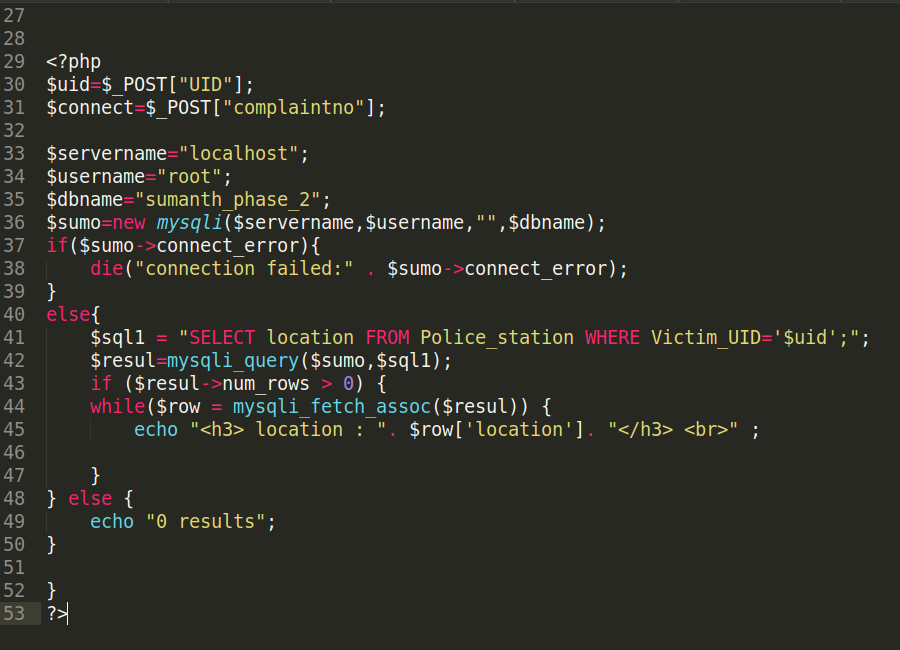 27
28
29 <?php
30 $uid=$_POST["UID"];
31 $connect=$_POST["complaintno"];
32
33 $servername="localhost";
34 $username="root";
35 $dbname="sumanth_phase_2";
36 $sumo=new mysqli($servername,$username,"",$dbname);
37 if($sumo->connect_error){
38     die("connection failed:" . $sumo->connect_error);
39 }
40 else{
41     $sql1 = "SELECT location FROM Police_station WHERE Victim_UID='$uid';";
42     $resul=mysqli_query($sumo,$sql1);
43     if ($resul->num_rows > 0) {
44     while($row = mysqli_fetch_assoc($resul)) {
45         echo "<h3> location : ". $row['location']. "</h3> <br>" ;
46
47     }
48 } else {
49     echo "0 results";
50 }
51
52 }
53 ?>